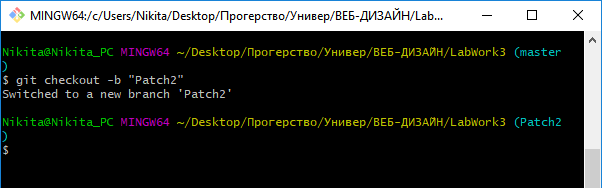 MINGW64:/c/Users/Nikita/Desktop/Прогерство/Универ/ВЕБ-ДИЗАЙН/Lab...
Nikita@Nikita_PC MINGW64 ~/Desktop/Прогерство/Универ/ВЕБ-ДИЗАЙН/LabWork3 (master
)
$ git checkout -b "Patch2"
Switched to a new branch 'Patch2'
Nikita@Nikita_PC MINGW64 ~/Desktop/Прогерство/Универ/ВЕБ-ДИЗАЙН/LabWork3 (Patch2
)
$